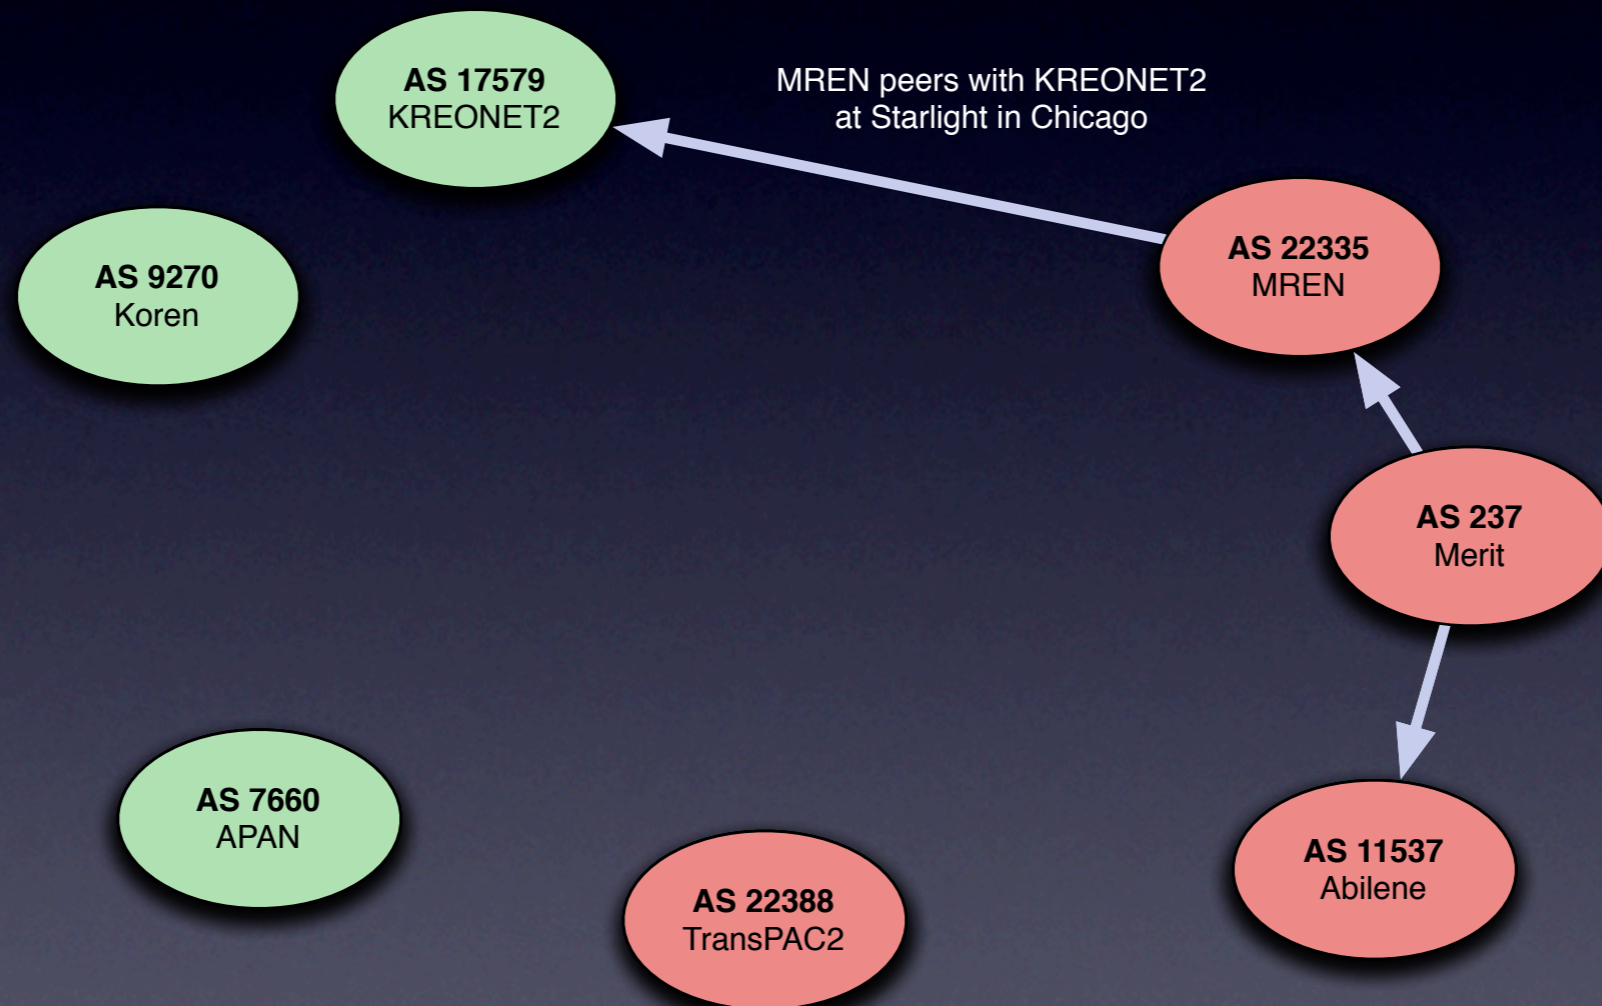 AS 17579
KREONET2
MREN peers with KREONET2
at Starlight in Chicago
AS 22335
MREN
AS 9270
Koren
AS 237
Merit
AS 7660
APAN
AS 11537
Abilene
AS 22388
TransPAC2